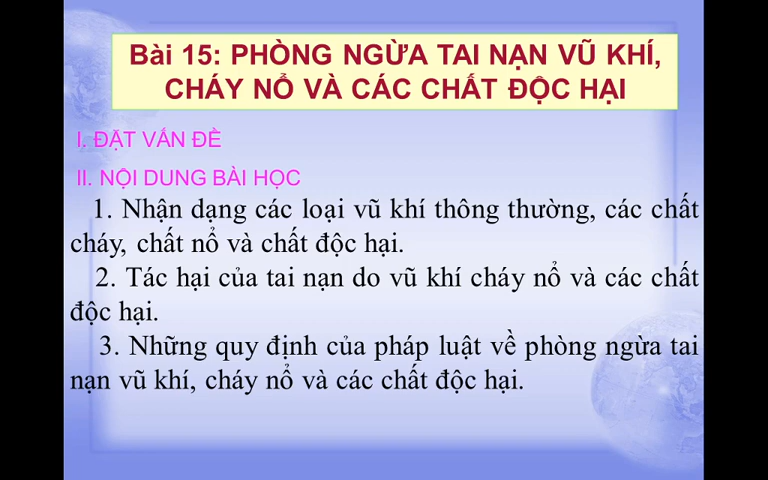 Bài 15: PHÒNG NGỪA TAI NẠN VŨ KHÍ,
CHÁY NỔ VÀ CÁC CHẤT ĐỘC HẠI
I. ĐẶT VẤN ĐỀ
II. NỘI DUNG BÀI HỌC
1. Nhận dạng các loại vũ khí thông thường, các chất
cháy, chất nổ và chất độc hại.
2. Tác hại của tai nạn do vũ khí cháy nổ và các chất
độc hại.
3. Những quy định của pháp luật về phòng ngừa tai
nạn vũ khí, cháy nổ và các chất độc hại.